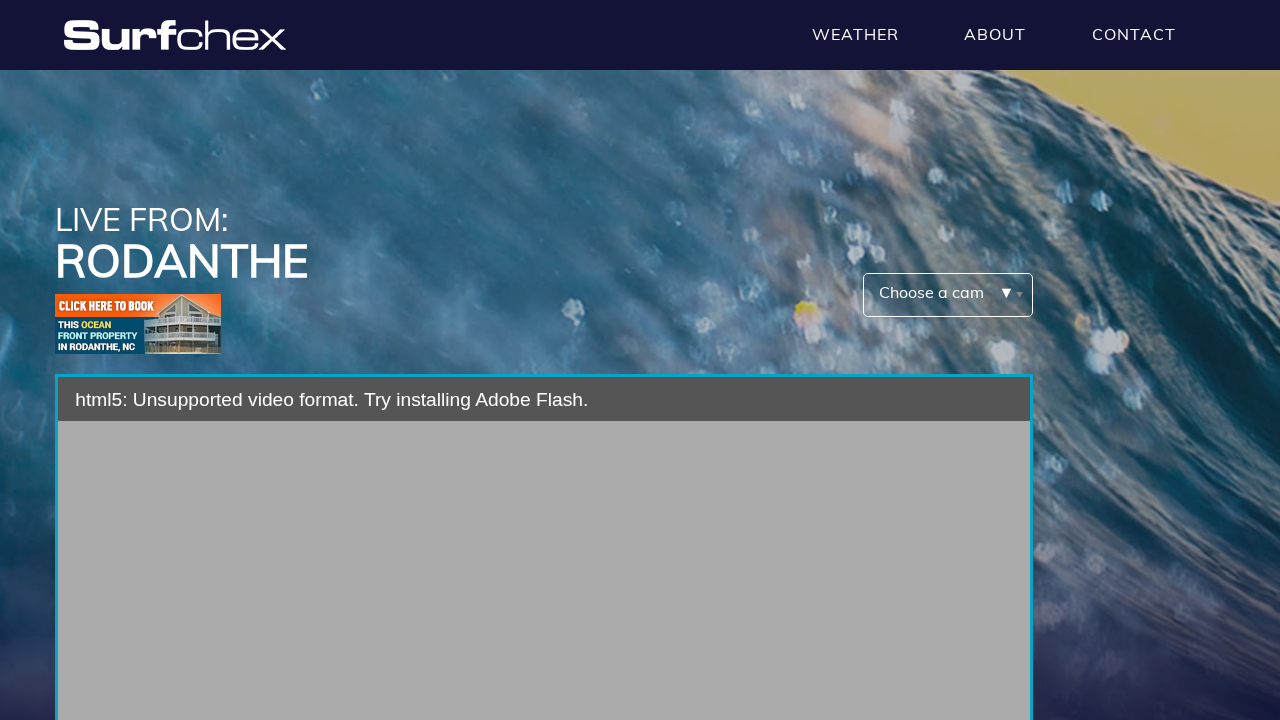 Surfchex
WEATHER
ABOUT
CONTACT
LIVE FROM:
RODANTHE
CLICK HERE TO BOOK
THIS OCEAN
FRONT PROPERTY
IN RODANTHE, NC
Choose a cam ▼
html5: Unsupported video format. Try installing Adobe Flash.